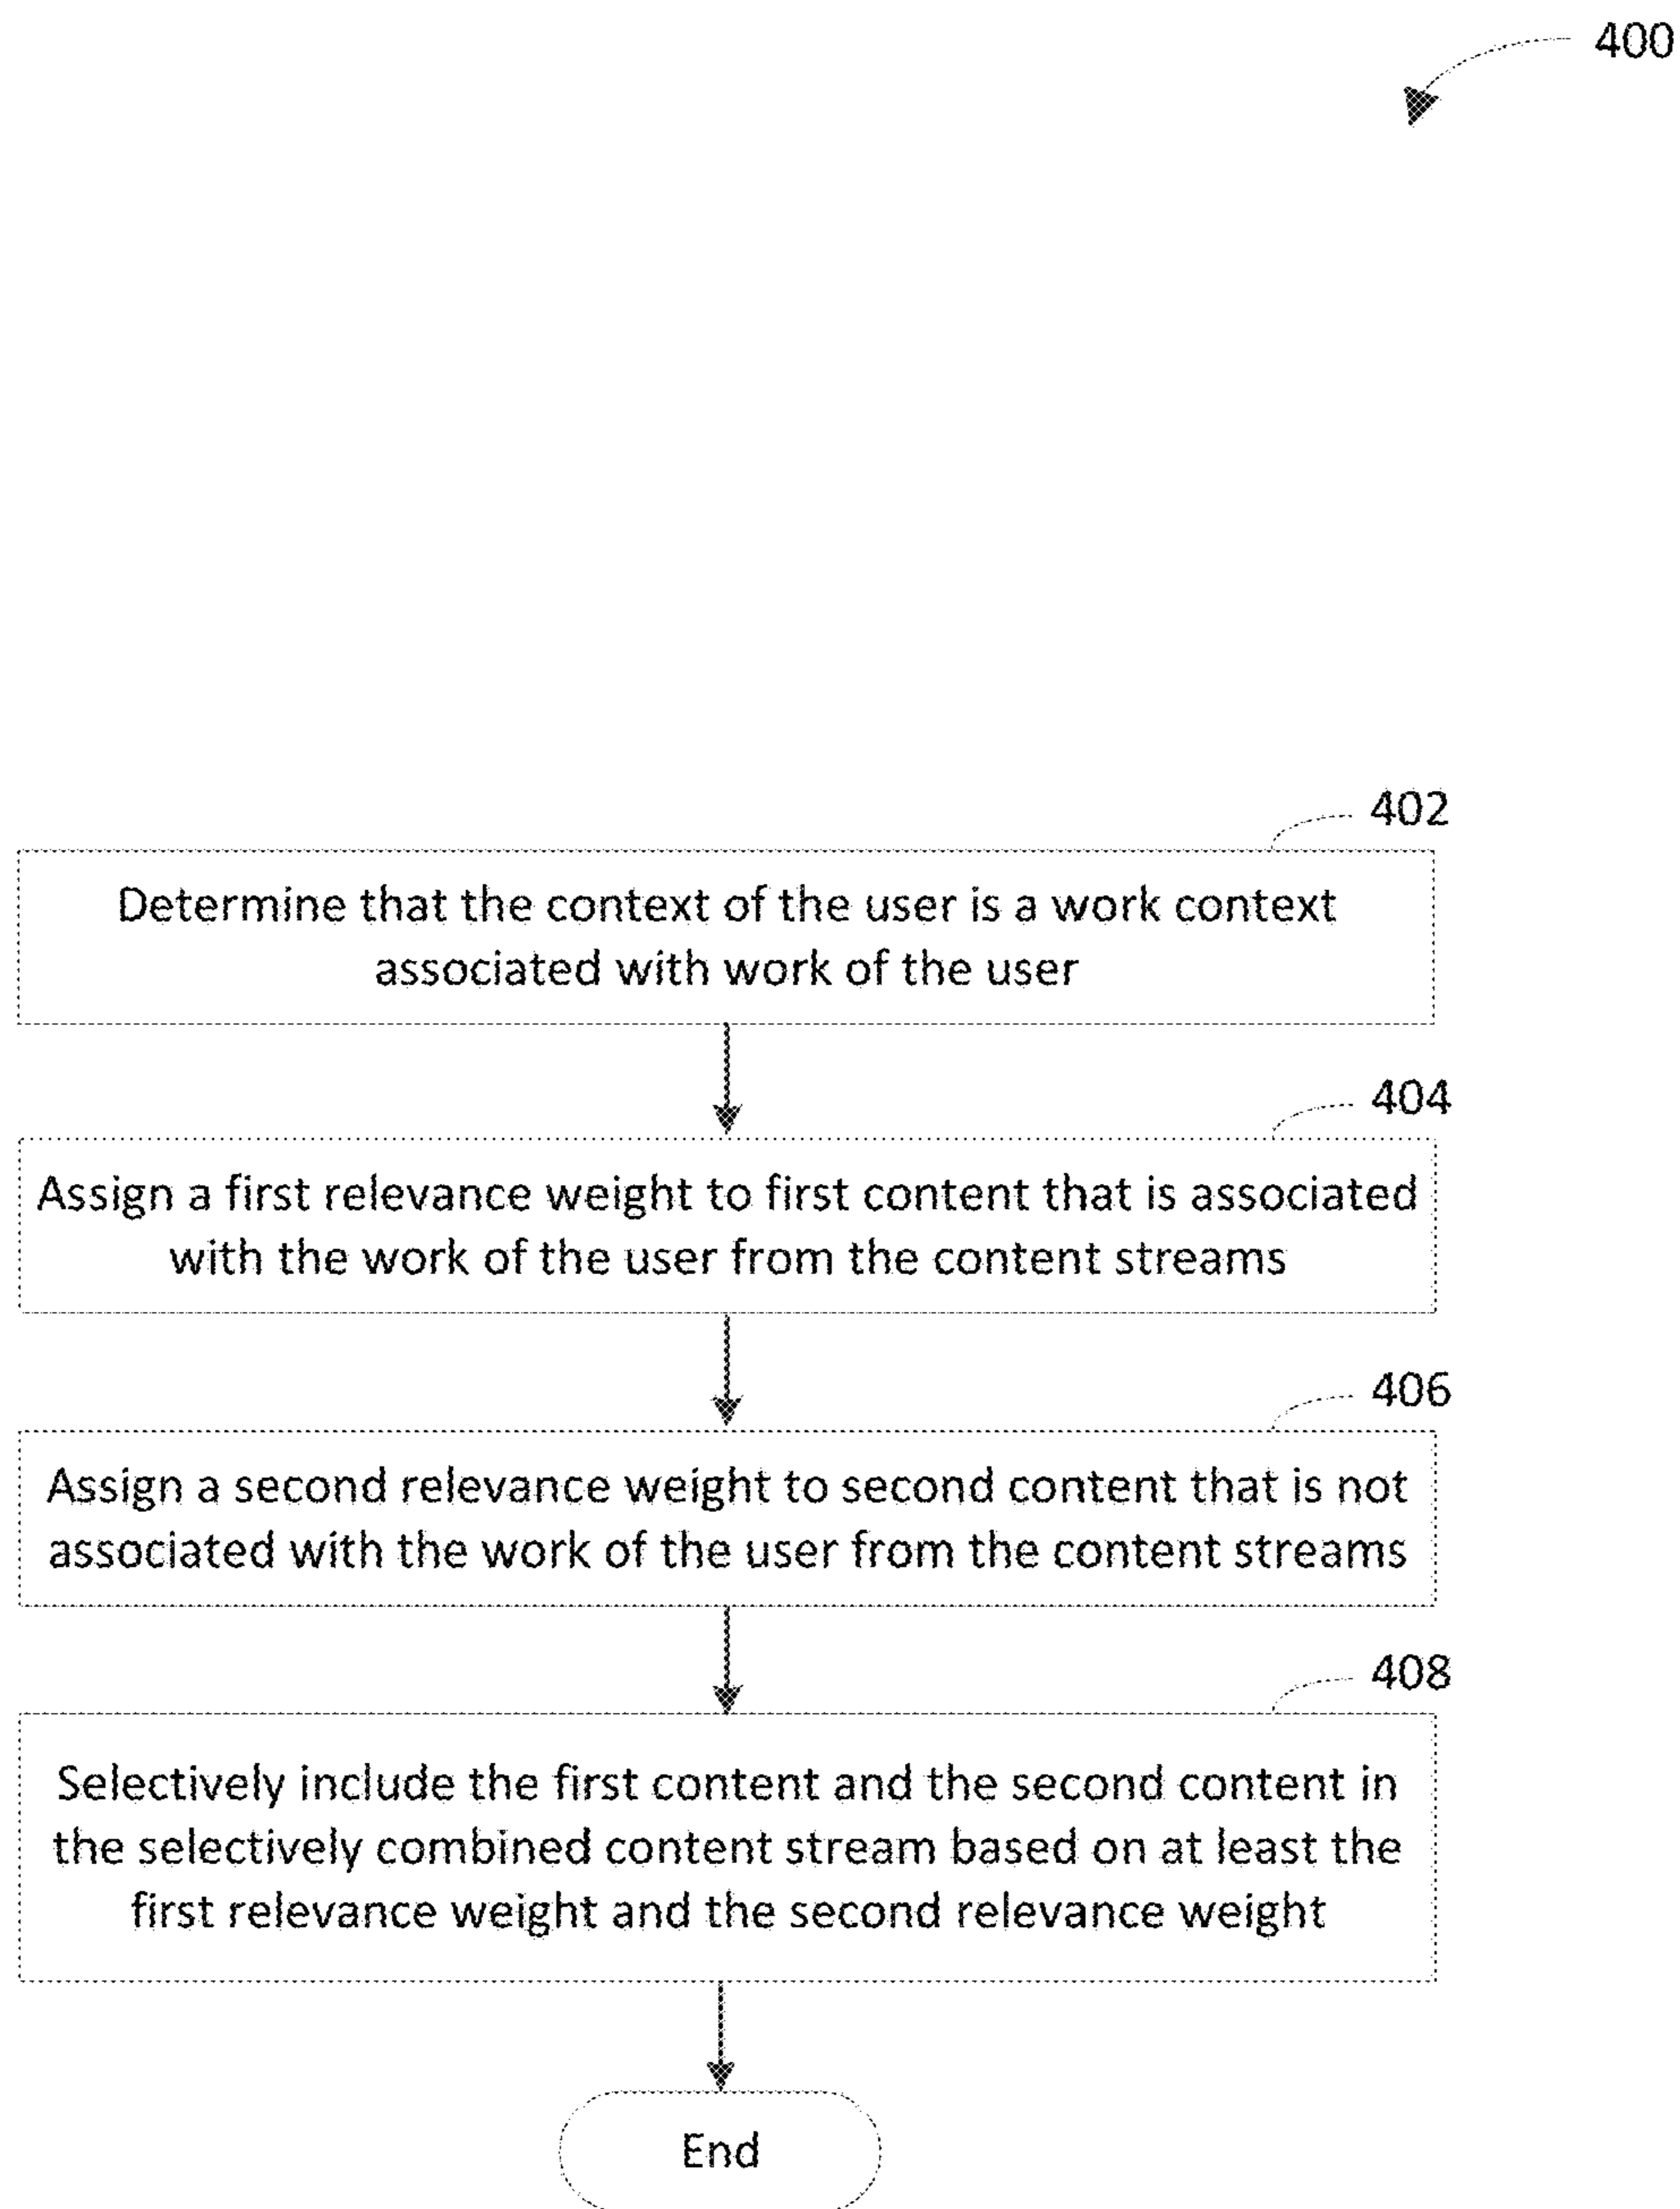 400
402
Determine that the context of the user is a work context
associated with work of the user
404
Assign a first relevance weight to first content that is associated
with the work of the user from the content streams
406
Assign a second relevance weight to second content that is not
associated with the work of the user from the content streams
408
Selectively include the first content and the second content in
the selectively combined content stream based on at least the
first relevance weight and the second relevance weight
End